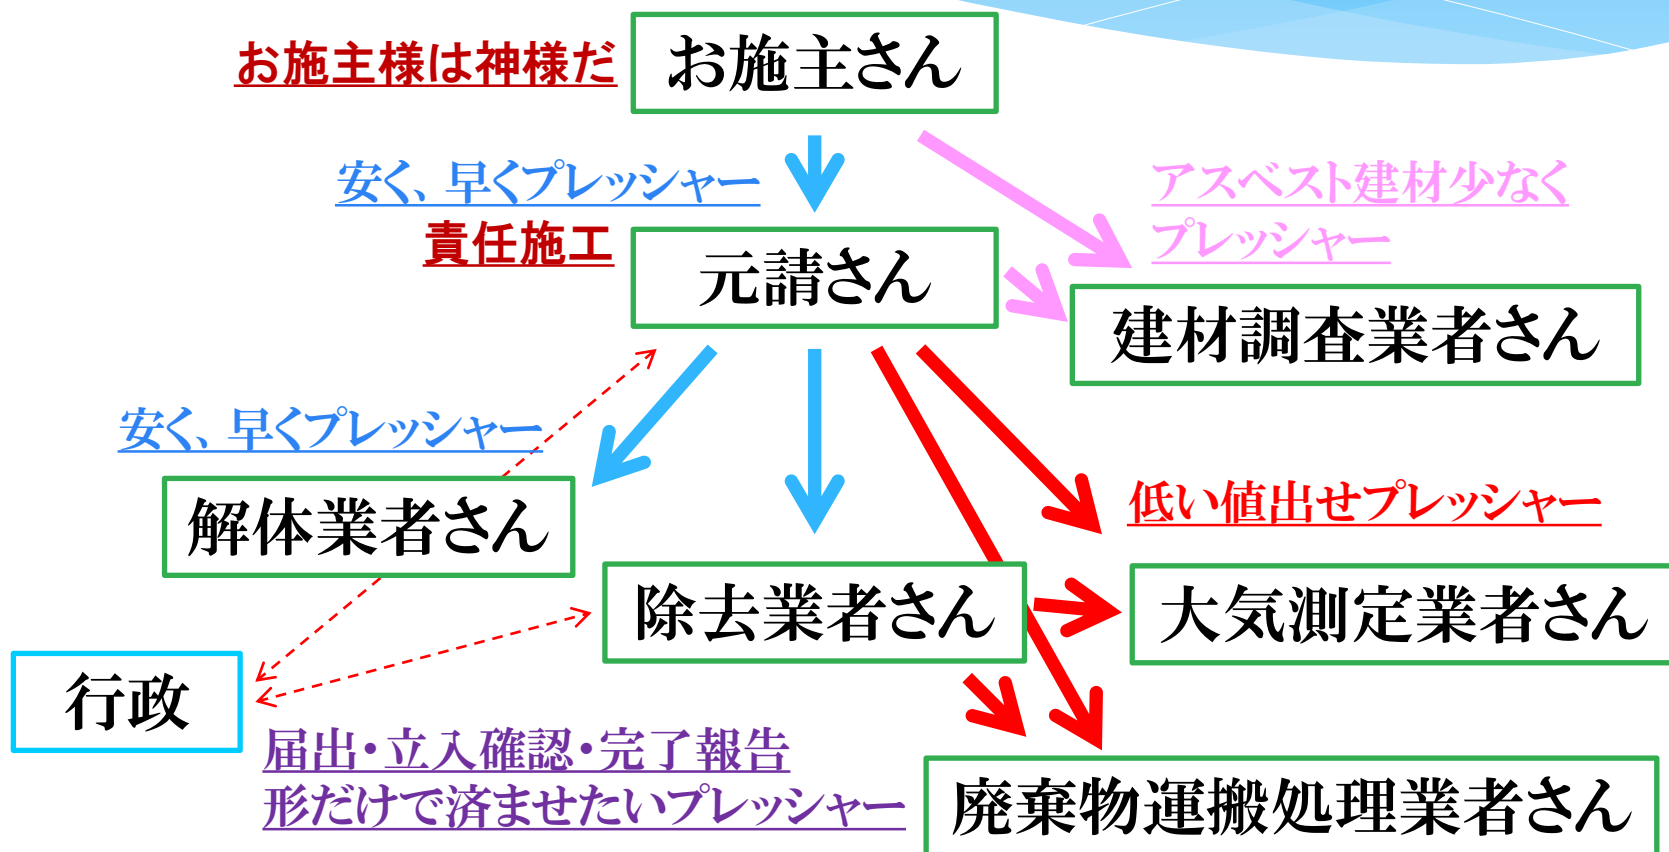 お施主様は神様だ
お施主さん
安く、早くプレッシャー
アスベスト建材少なく
プレッシャー
責任施工
元請さん
建材調査業者さん
安く、早くプレッシャー
低い値出せプレッシャー
解体業者さん
除去業者さん
大気測定業者さん
行政
届出・立入確認・完了報告
形だけで済ませたいプレッシャー
廃棄物運搬処理業者さん